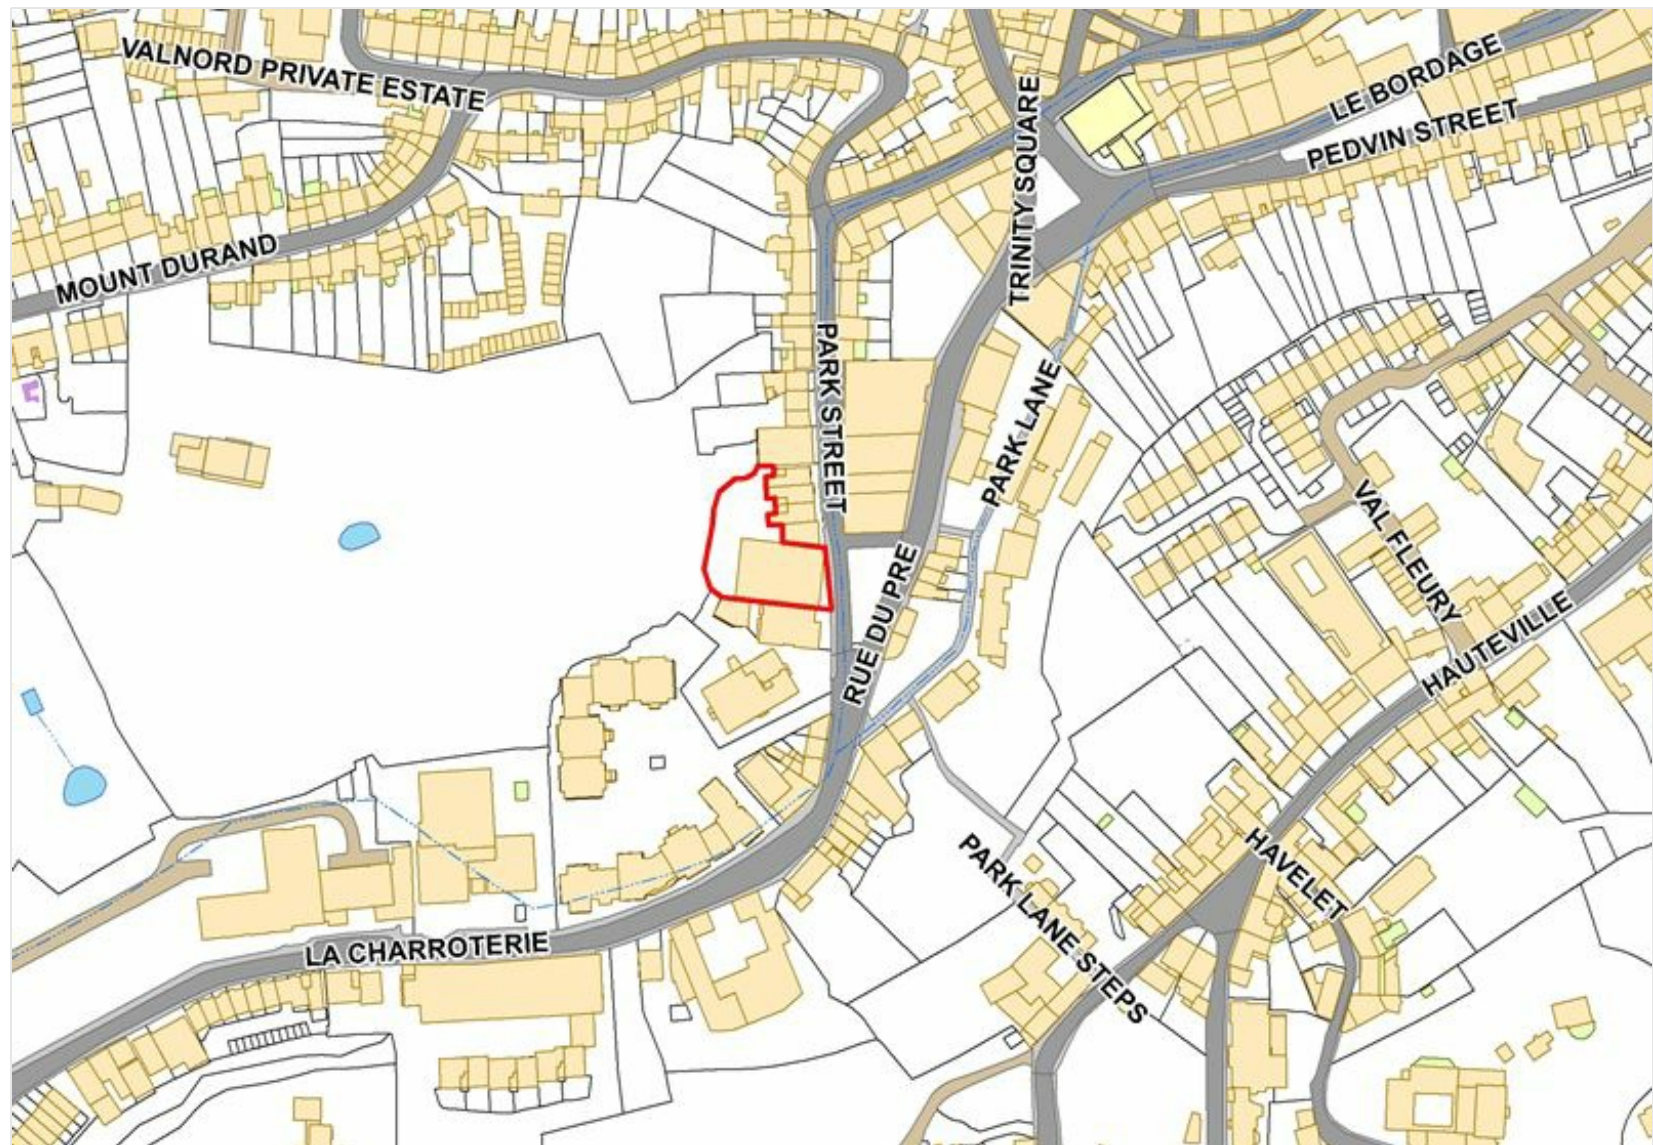 VALNORD PRIVATE ESTATE
LE BORDAGE
PEDVIN STREET
TRINITY SQUARE
MOUNT DURAND
PARK STREET
PARK LANE
VAL FLEURY
RUE DU PRE
HAUTEVILLE
HAVELET
PARK LANE STEPS
LA CHARROTERIE